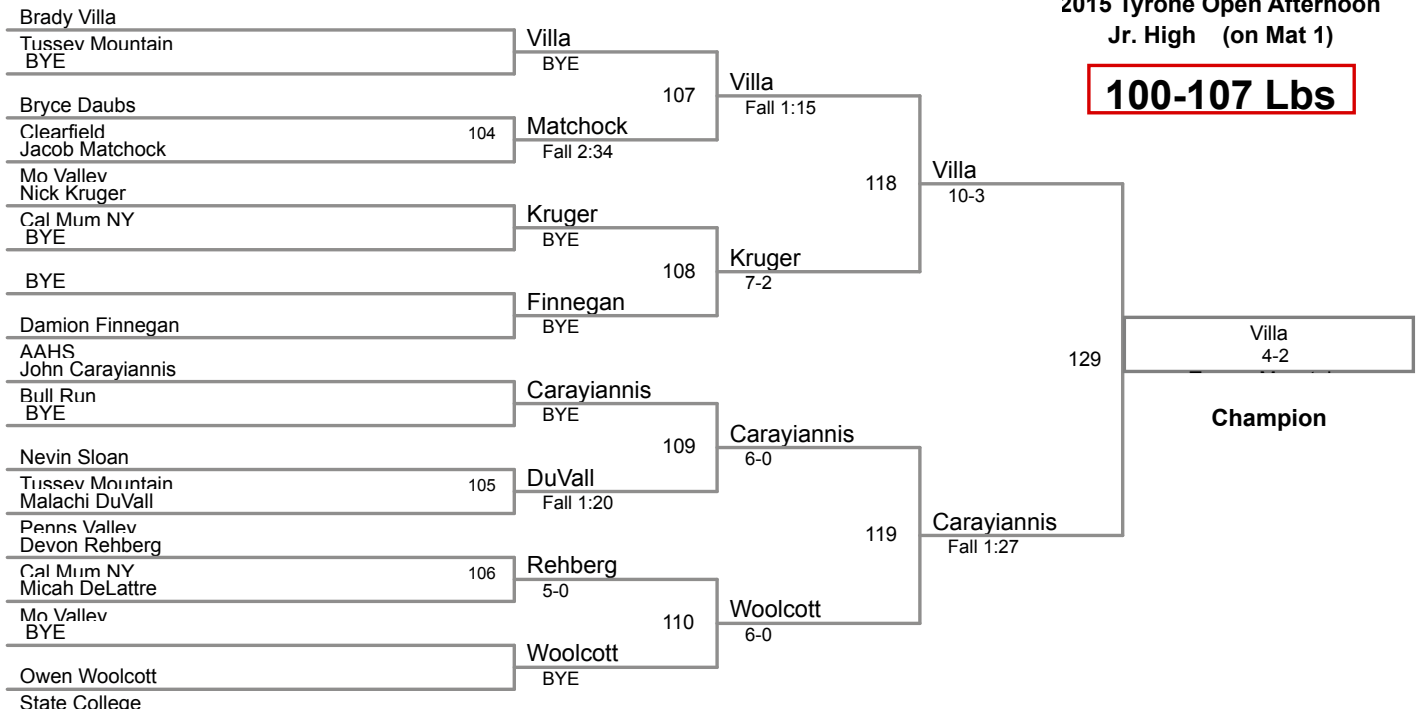 2015 Tyrone Open Afternoon
Jr. High (on Mat 1)
100-107 Lbs
Brady Villa
Tussey Mountain
BYE
Bryce Daubs
Clearfield
Jacob Matchock
Mo Valley
Nick Kruger
Cal Mum NY
BYE
BYE
Damion Finnegan
AAHS
John Carayiannis
Bull Run
BYE
Nevin Sloan
Tussey Mountain
Malachi DuVall
Penns Valley
Devon Rehberg
Cal Mum NY
Micah DeLattre
Mo Valley
BYE
Owen Woolcott
State College
104
105
106
Villa
BYE
Matchock
Fall 2:34
Kruger
BYE
Finnegan
BYE
Carayiannis
BYE
DuVall
Fall 1:20
Rehberg
5-0
Woolcott
BYE
107
108
109
110
Villa
Fall 1:15
Kruger
7-2
Carayiannis
6-0
Woolcott
6-0
118
119
Villa
10-3
Carayiannis
Fall 1:27
129
Villa
4-2
Champion